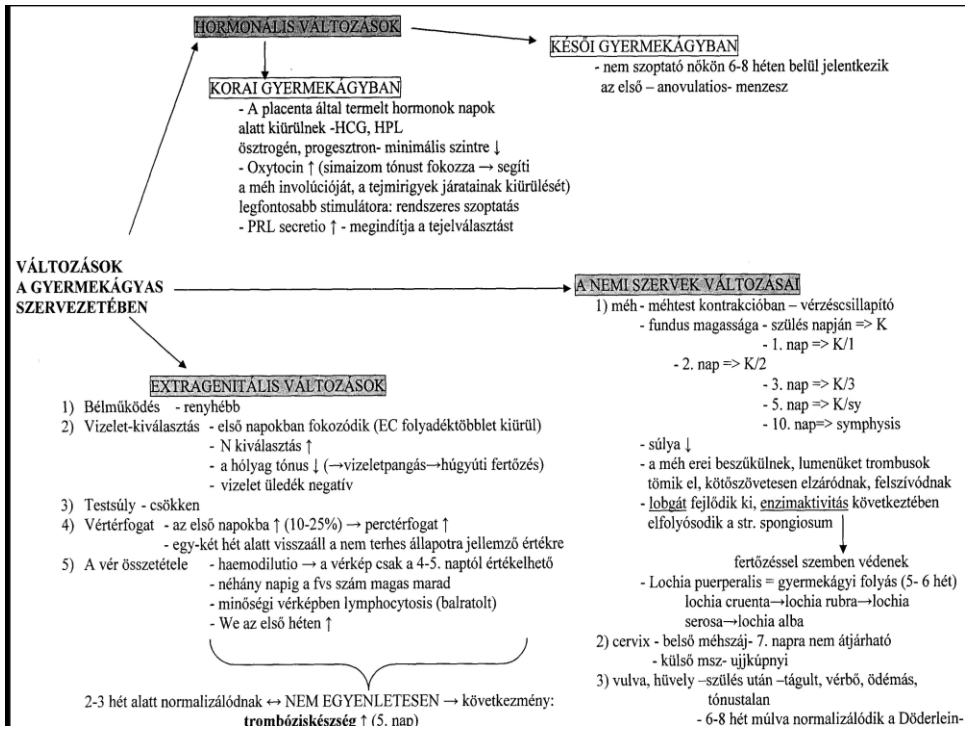 HORMONÁLIS VÁLTOZÁSOK
KÉSŐI GYERMEKÁGYBAN
- nem szoptató nőkön 6-8 héten belül jelentkezik
az első – anovulatios- menzesz
KORAI GYERMEKÁGYBAN
- A placenta által termelt hormonok napok
alatt kiürülnek -HCG, HPL
ösztrogén, progesztron- minimális szintre ↓
- Oxytocin ↑ (simaizom tónust fokozza → segíti
a méh involúcióját, a tejmirigyek járatainak kiürülését)
legfontosabb stimulátora: rendszeres szoptatás
- PRL secretio ↑ - megindítja a tejelválasztást
VÁLTOZÁSOK
A GYERMEKÁGYAS
SZERVEZETÉBEN
A NEMI SZERVEK VÁLTOZÁSAI
1) méh - méhtest kontrakcióban – vérzéscsillapító
- fundus magassága - szülés napján => K
- 1. nap => K/1
- 2. nap => K/2
- 3. nap => K/3
- 5. nap => K/sy
- 10. nap=> symphysis
- súlya ↓
- a méh erei beszűkülnek, lumenüket trombusok
tömik el, kötőszövetesen elzáródnak, felszívódnak
- lobgát fejlődik ki, enzimaktivitás következtében
elfolyósodik a str. spongiosum
fertőzéssel szemben védenek
- Lochia puerperalis = gyermekágyi folyás (5- 6 hét)
lochia cruenta→lochia rubra→lochia
serosa→lochia alba
2) cervix - belső méhszáj- 7. napra nem átjárható
- külső msz- ujjkúpnyi
3) vulva, hüvely –szülés után –tágult, vérbő, ödémás,
tónustalan
- 6-8 hét múlva normalizálódik a Döderlein-
EXTRAGENITÁLIS VÁLTOZÁSOK
1) Bélműködés - renyhébb
2) Vizelet-kiválasztás - első napokban fokozódik (EC folyadéktöbblet kiürül)
- N kiválasztás ↑
- a hólyag tónus ↓ (→vizeletpangás→húgyúti fertőzés)
- vizelet üledék negatív
3) Testsúly - csökken
4) Vértérfogat - az első napokba ↑ (10-25%) → perctérfogat ↑
- egy-két hét alatt visszaáll a nem terhes állapotra jellemző értékre
5) A vér összetétele - haemodilutio → a vérkép csak a 4-5. naptól értékelhető
- néhány napig a fvs szám magas marad
- minőségi vérképben lymphocytosis (balratolt)
- We az első héten ↑
2-3 hét alatt normalizálódnak ↔ NEM EGYENLETESEN → következmény:
trombóziskészség ↑ (5. nap)